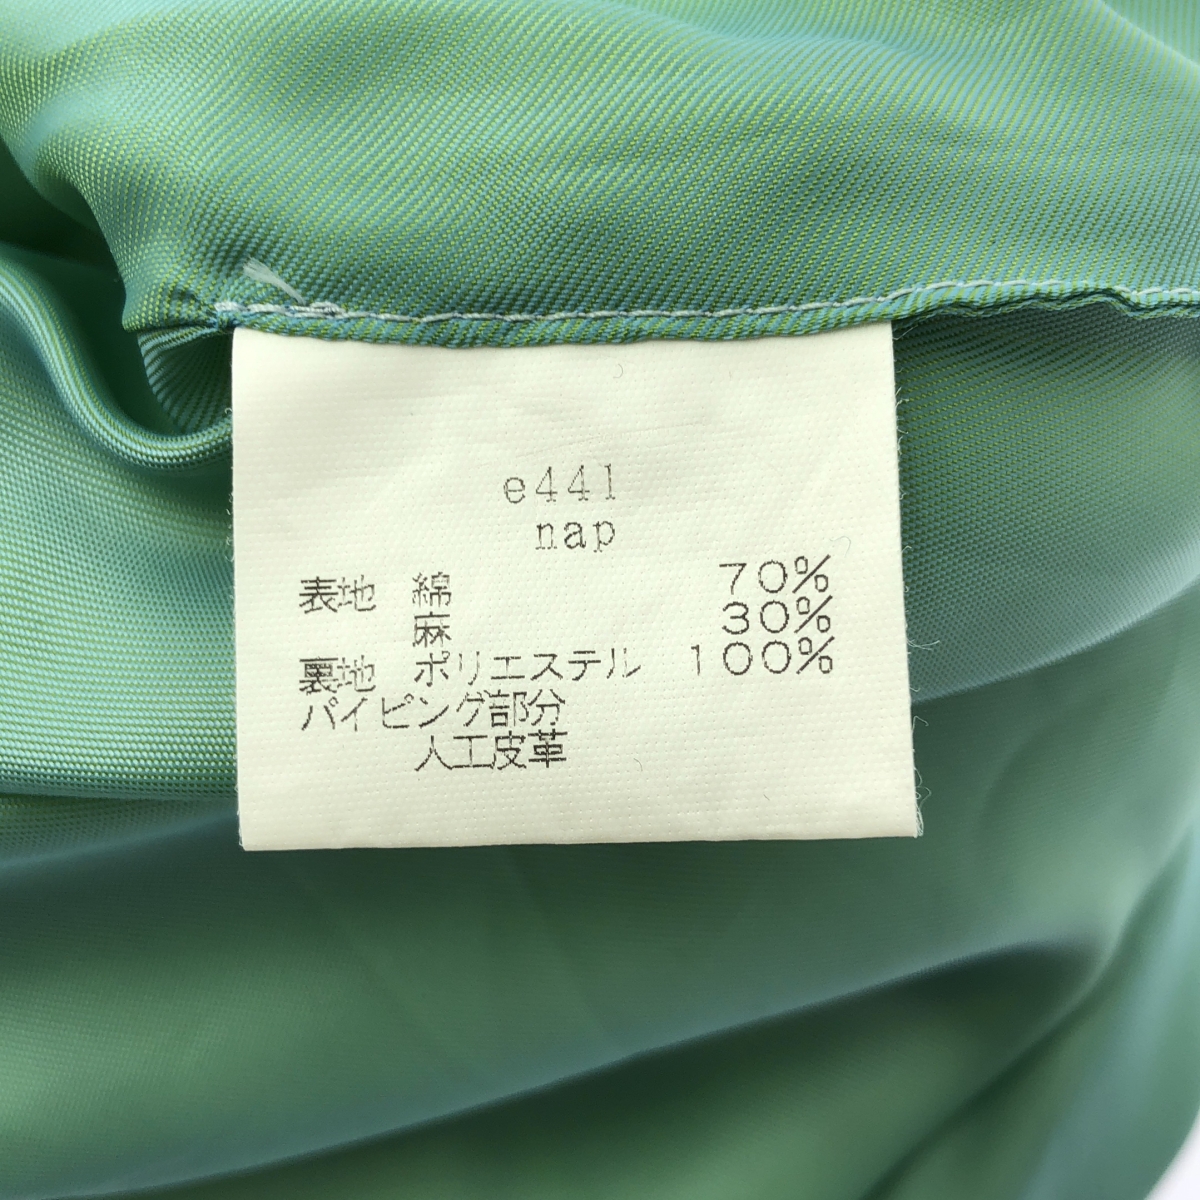 e441
nap
表地 綿 70%
麻 30%
裏地 ポリエステル 100%
パイピング部分
人工皮革